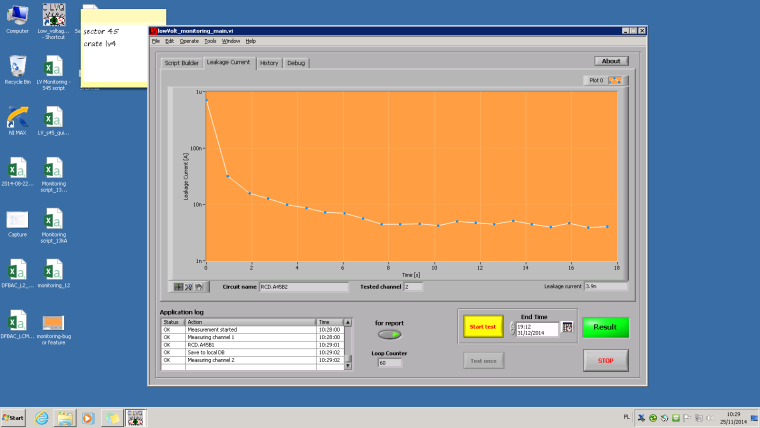 Computer
Low_voltag...
- Shortcut
sector 45
crate lv4
Recycle Bin
LV Monitoring -
S45 script
NI MAX
LV_s45_qui...
2014-08-22...
Monitoring
script_13...
Capture
Monitoring
script_13kA
DFBAC_L2_...
monitoring_12
DFBAC_LCM...
monitoring-bug
or feature
lowVolt_monitoring_main.vi
File Edit Operate Tools Window Help
Script Builder Leakage Current History Debug
About
Plot 0
1u
100n
10n
1n
Leakage Current [A]
0 2 4 6 8 10 12 14 16 18
Time [s]
Circuit name RCD.A45B2 Tested channel 2 Leakage current 3.9n
Application log
Status Action Time
OK Measurement started 10:28:00
OK Measuring channel 1 10:28:00
OK RCD.A45B1 10:29:01
OK Save to local DB 10:29:02
OK Measuring channel 2 10:29:02
for report
Loop Counter
60
Start test
End Time
19:12
31/12/2014
Result
Test once
STOP
Start
PL
10:29
25/11/2014